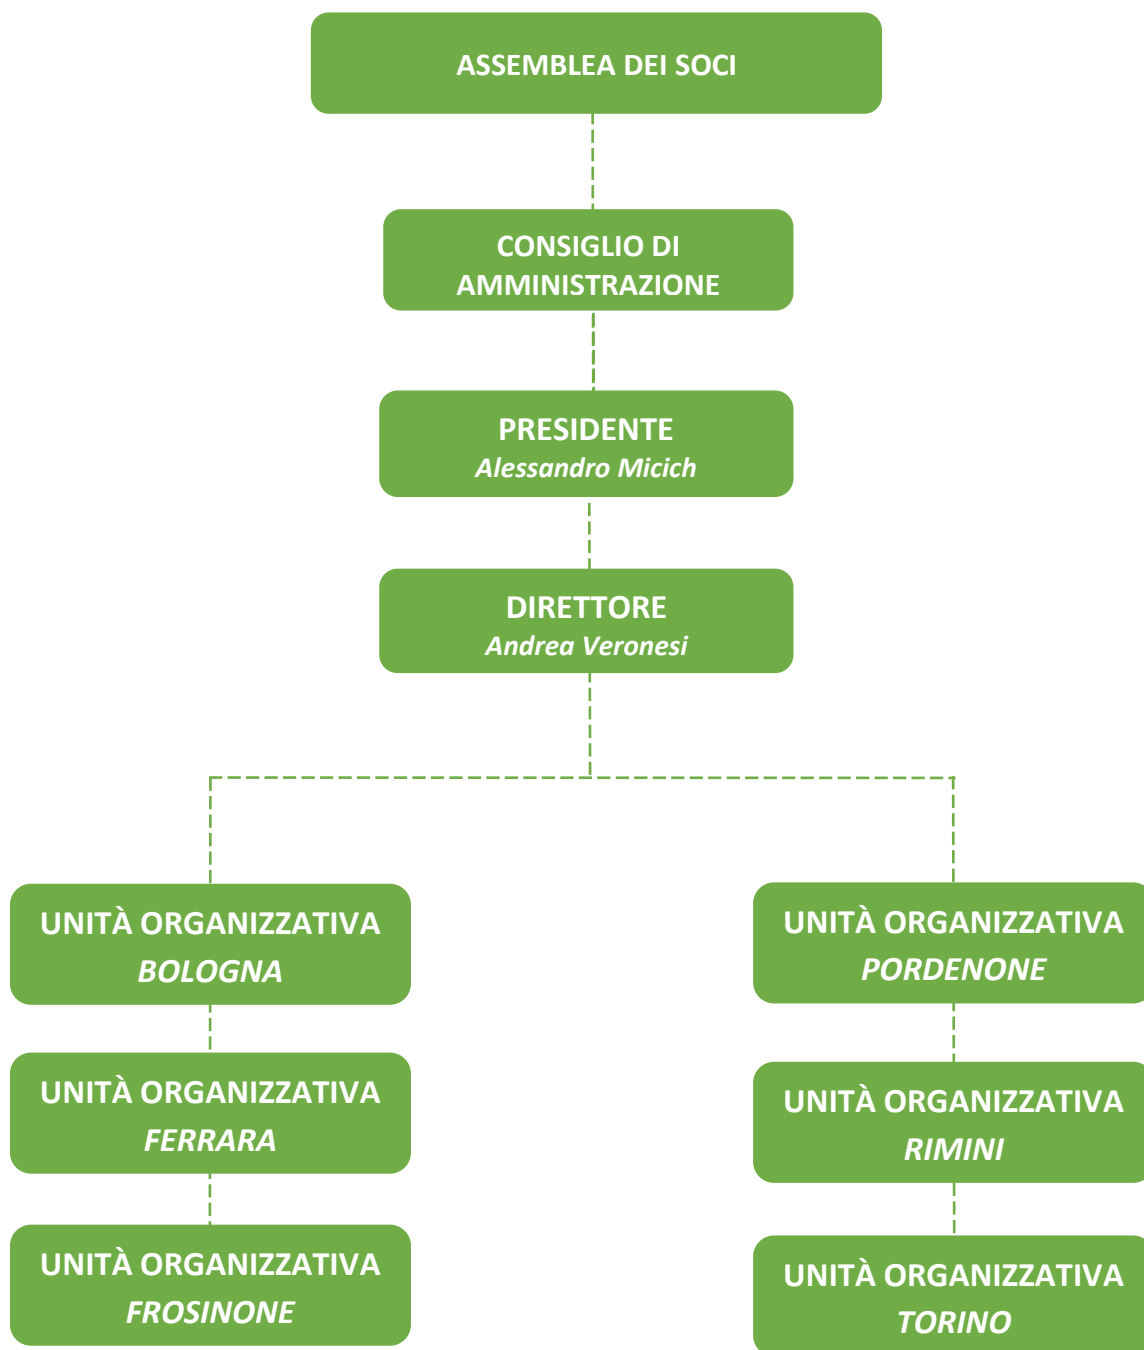 ASSEMBLEA DEI SOCI
CONSIGLIO DI
AMMINISTRAZIONE
PRESIDENTE
Alessandro Micich
DIRETTORE
Andrea Veronesi
UNITÀ ORGANIZZATIVA
BOLOGNA
UNITÀ ORGANIZZATIVA
FERRARA
UNITÀ ORGANIZZATIVA
FROSINONE
UNITÀ ORGANIZZATIVA
PORDENONE
UNITÀ ORGANIZZATIVA
RIMINI
UNITÀ ORGANIZZATIVA
TORINO